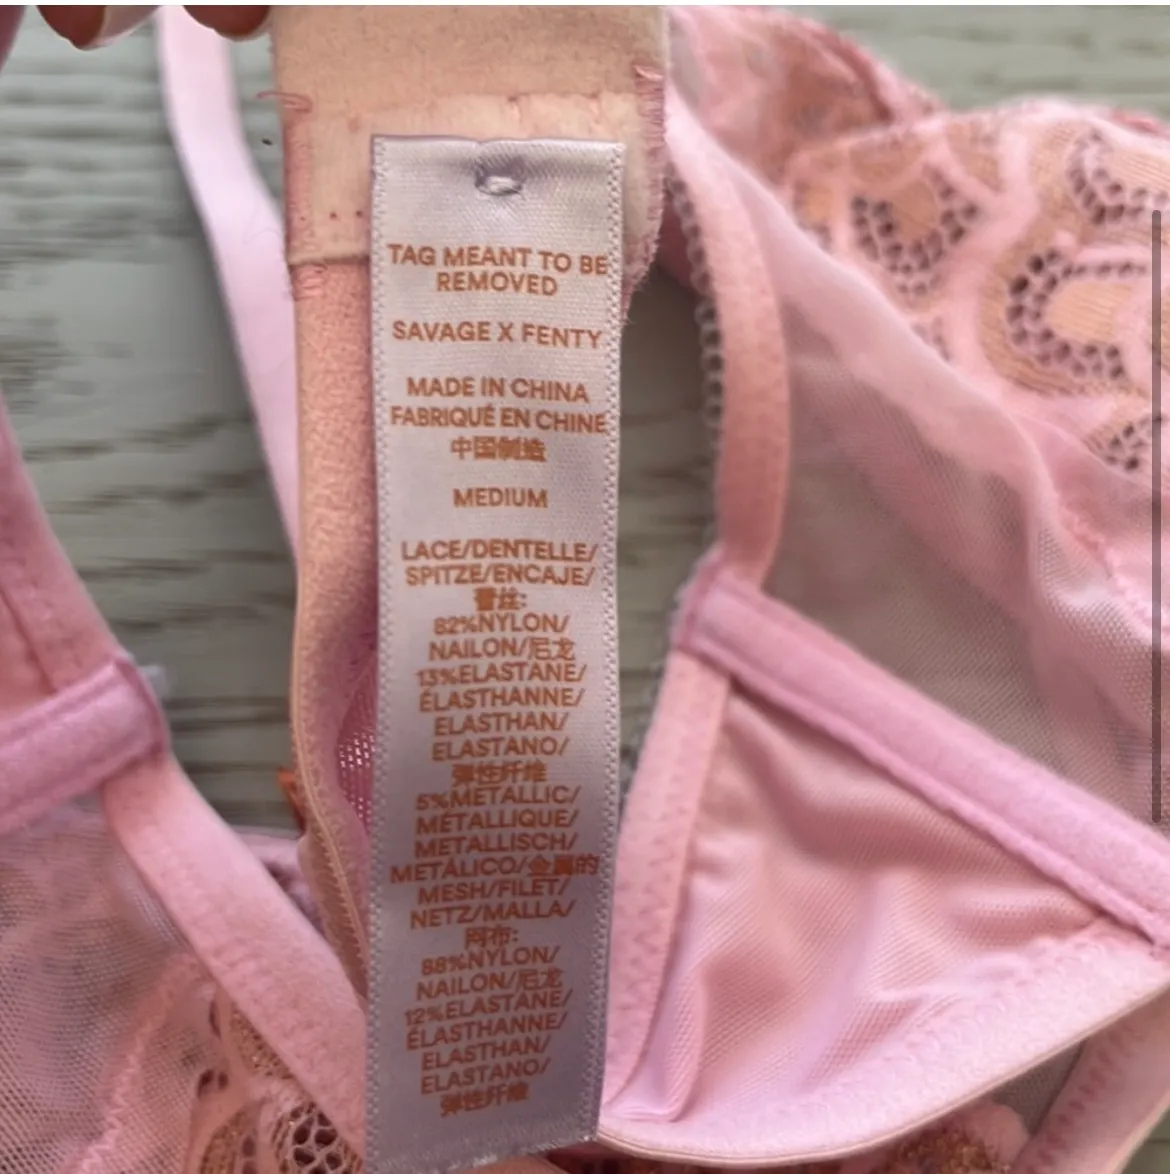 TAG MEANT TO BE
REMOVED
SAVAGE X FENTY
MADE IN CHINA
FABRIQUÉ EN CHINE
中国制造
MEDIUM
LACE/DENTELLE/
SPITZE/ENCAJE/
蕾丝:
82%NYLON/
NAILON/尼龙
13%ELASTANE/
ÉLASTHANNE/
ELASTHAN/
ELASTANO/
弹性纤维
5%METALLIC/
MÉTALLIQUE/
METALLISCH/
METÁLICO/金属的
MESH/FILET/
NETZ/MALLA/
网布:
88%NYLON/
NAILON/尼龙
12%ELASTANE/
ÉLASTHANNE/
ELASTHAN/
ELASTANO/
弹性纤维